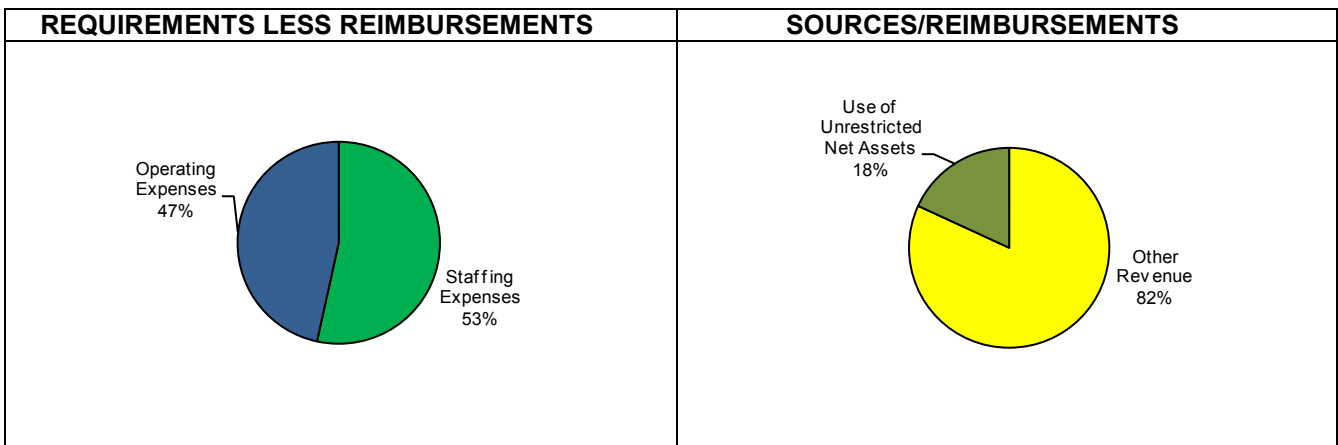 REQUIREMENTS LESS REIMBURSEMENTS
Operating
Expenses
47%
Staffing
Expenses
53%
SOURCES/REIMBURSEMENTS
Use of
Unrestricted
Net Assets
18%
Other
Revenue
82%